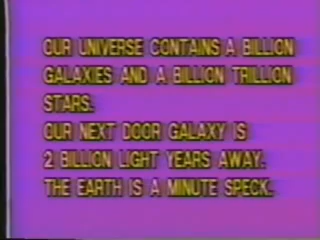 OUR UNIVERSE CONTAINS A BILLION
GALAXIES AND A BILLION TRILLION
STARS.
OUR NEXT DOOR GALAXY IS
2 BILLION LIGHT YEARS AWAY.
THE EARTH IS A MINUTE SPECK.